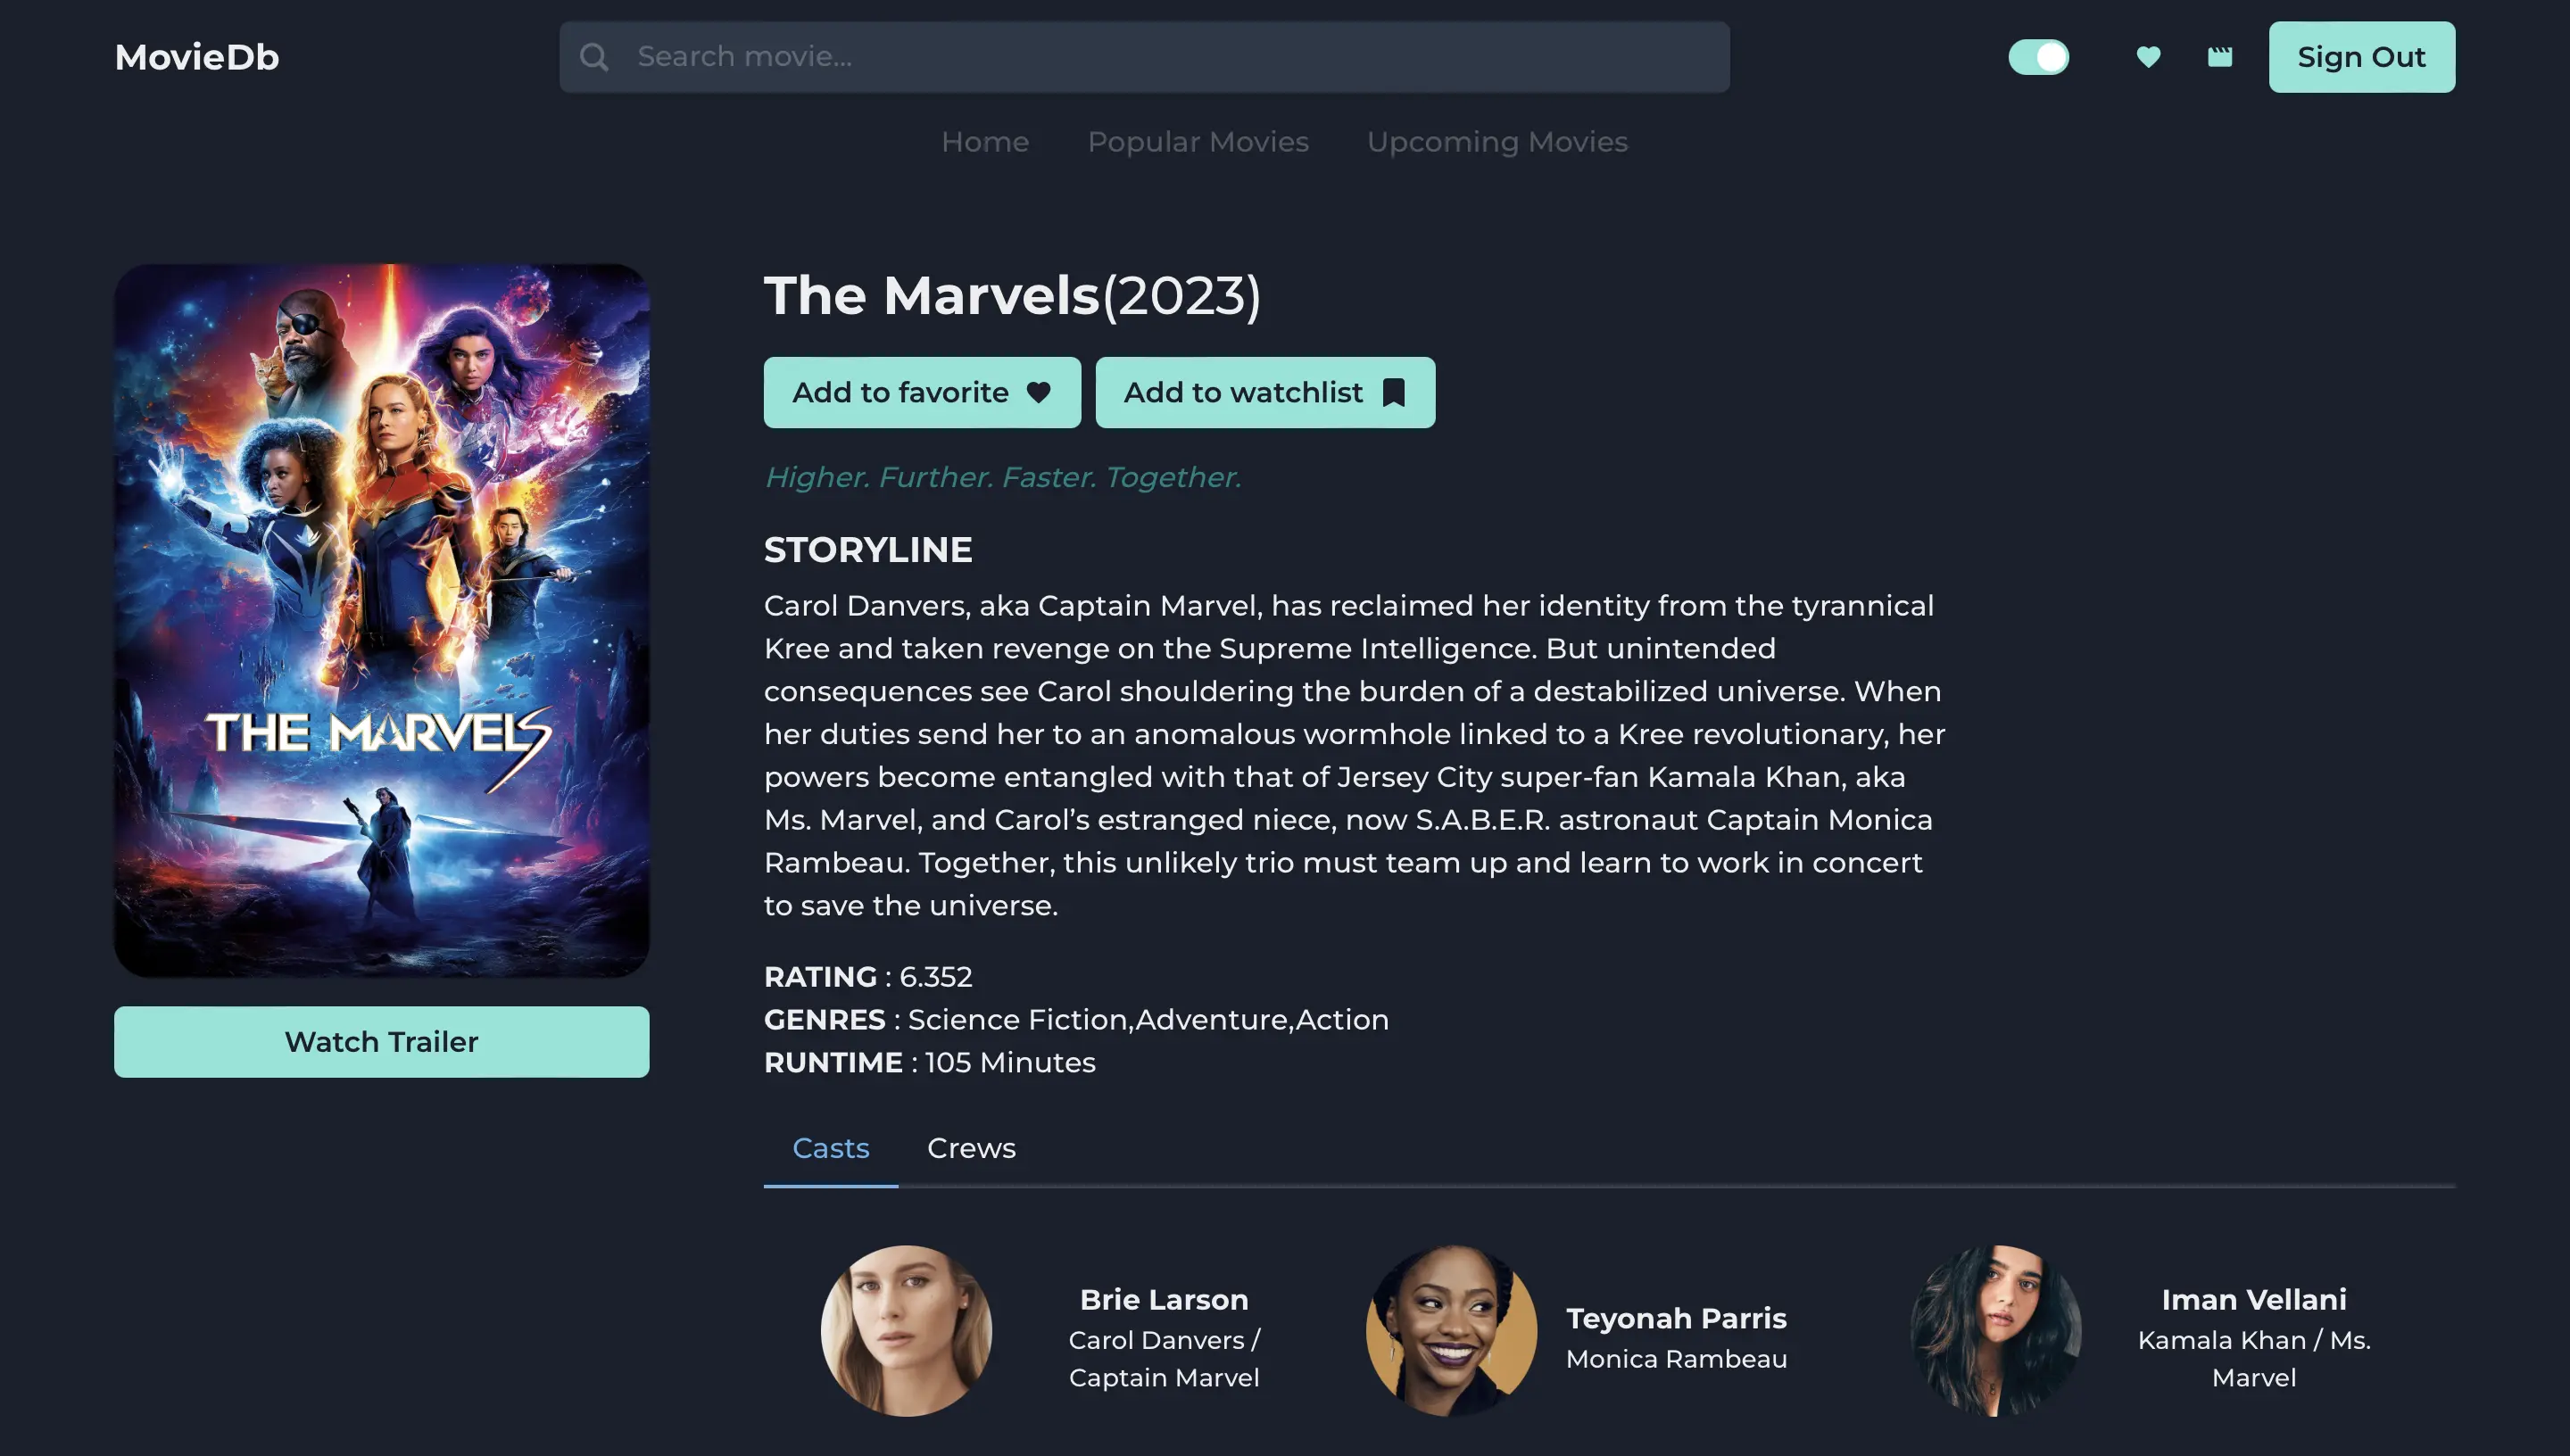 MovieDb
Search movie...
Sign Out
Home Popular Movies Upcoming Movies
The Marvels(2023)
Add to favorite Add to watchlist
Higher. Further. Faster. Together.
STORYLINE
Carol Danvers, aka Captain Marvel, has reclaimed her identity from the tyrannical
Kree and taken revenge on the Supreme Intelligence. But unintended
consequences see Carol shouldering the burden of a destabilized universe. When
her duties send her to an anomalous wormhole linked to a Kree revolutionary, her
powers become entangled with that of Jersey City super-fan Kamala Khan, aka
Ms. Marvel, and Carol’s estranged niece, now S.A.B.E.R. astronaut Captain Monica
Rambeau. Together, this unlikely trio must team up and learn to work in concert
to save the universe.
THE MARVELS
RATING : 6.352
GENRES : Science Fiction,Adventure,Action
RUNTIME : 105 Minutes
Watch Trailer
Casts Crews
Brie Larson
Carol Danvers /
Captain Marvel
Teyonah Parris
Monica Rambeau
Iman Vellani
Kamala Khan / Ms.
Marvel